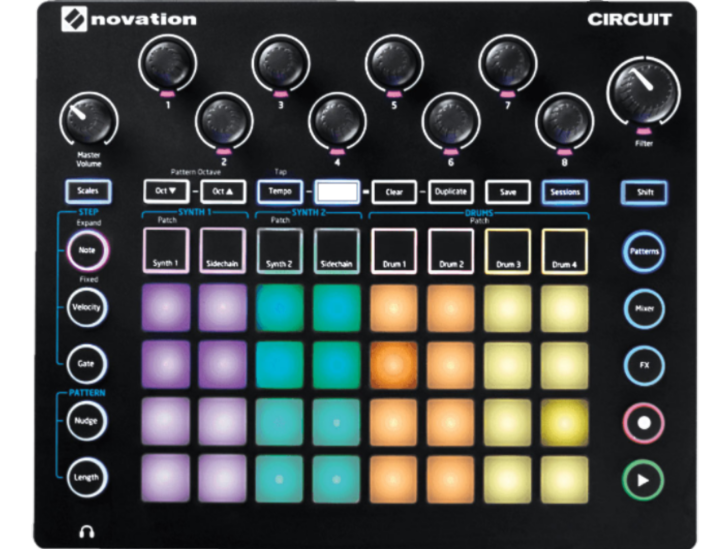 novation
CIRCUIT
1
3
5
7
2
4
6
8
Master
Volume
Filter
Pattern Octave
Tap
Scales
Oct ▼
Oct ▲
Tempo
Clear
Duplicate
Save
Sessions
Shift
STEP
SYNTH 1
SYNTH 2
DRUMS
Expand
Patch
Patch
Patch
Note
Synth 1
Sidechain
Synth 2
Sidechain
Drum 1
Drum 2
Drum 3
Drum 4
Patterns
Fixed
Velocity
Mixer
Gate
FX
PATTERN
Nudge
Length